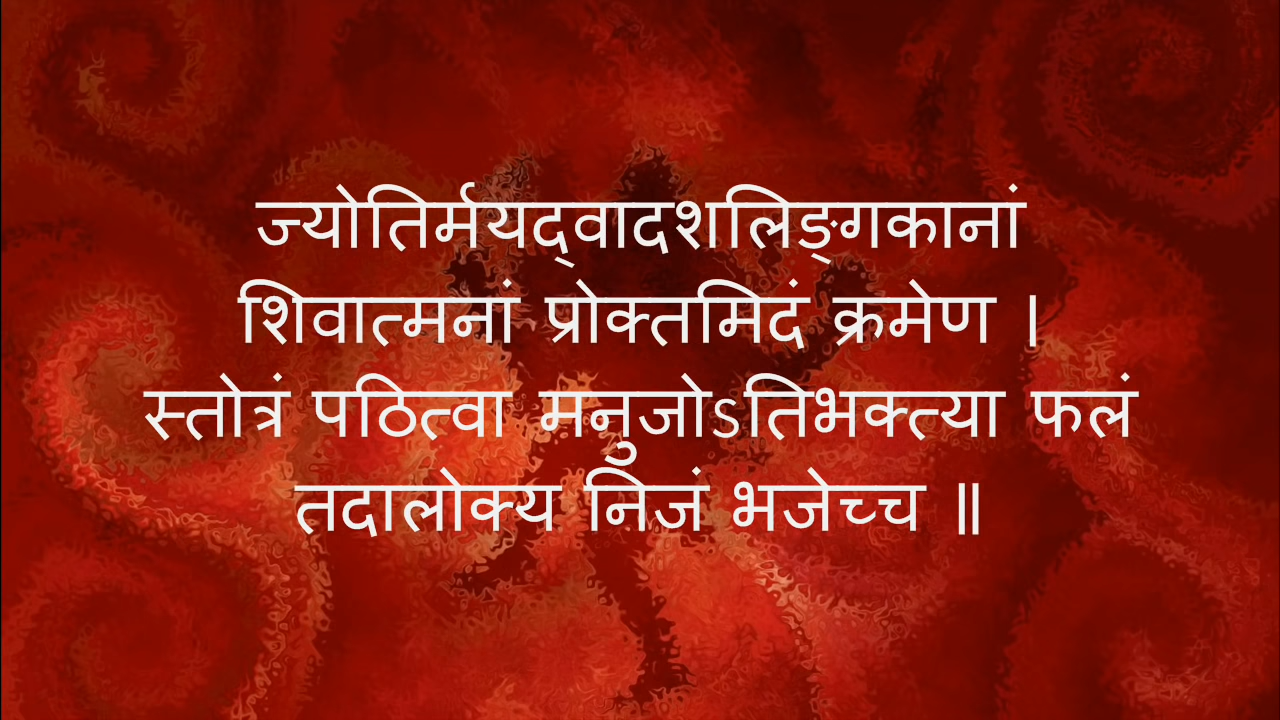 ज्योतिर्मयद्वादशलिङ्गकानां
शिवात्मनां प्रोक्तमिदं क्रमेण ।
स्तोत्रं पठित्वा मनुजोऽतिभक्त्या फलं
तदालोक्य निजं भजेच्च ॥